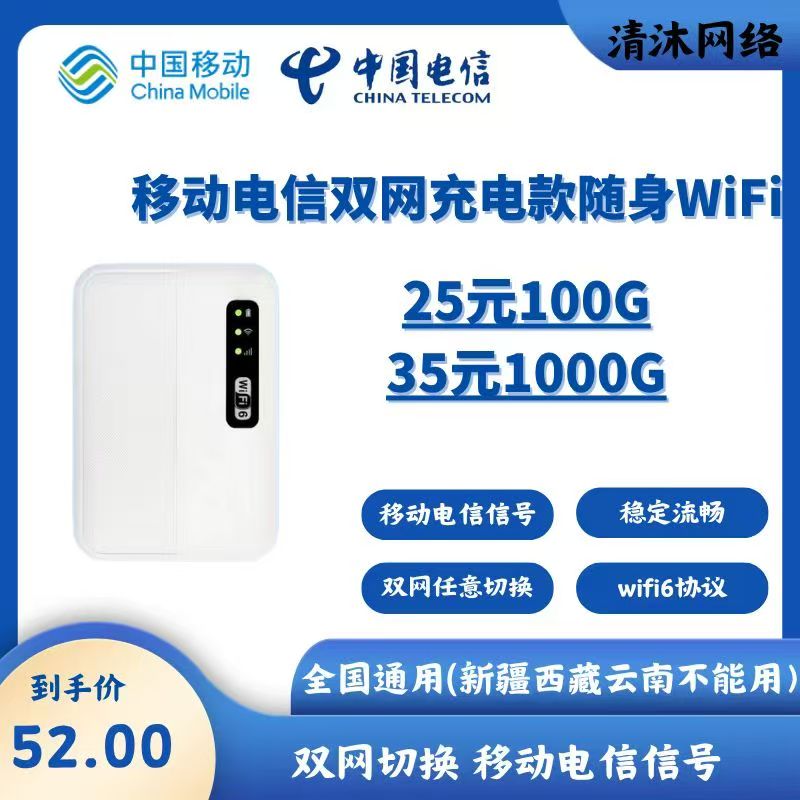 清沐网络
中国移动
China Mobile
中国电信
CHINA TELECOM
移动电信双网充电款随身WiFi
25元100G
35元1000G
WiFi 6
移动电信信号
稳定流畅
双网任意切换
wifi6协议
到手价
52.00
全国通用(新疆西藏云南不能用)
双网切换 移动电信信号